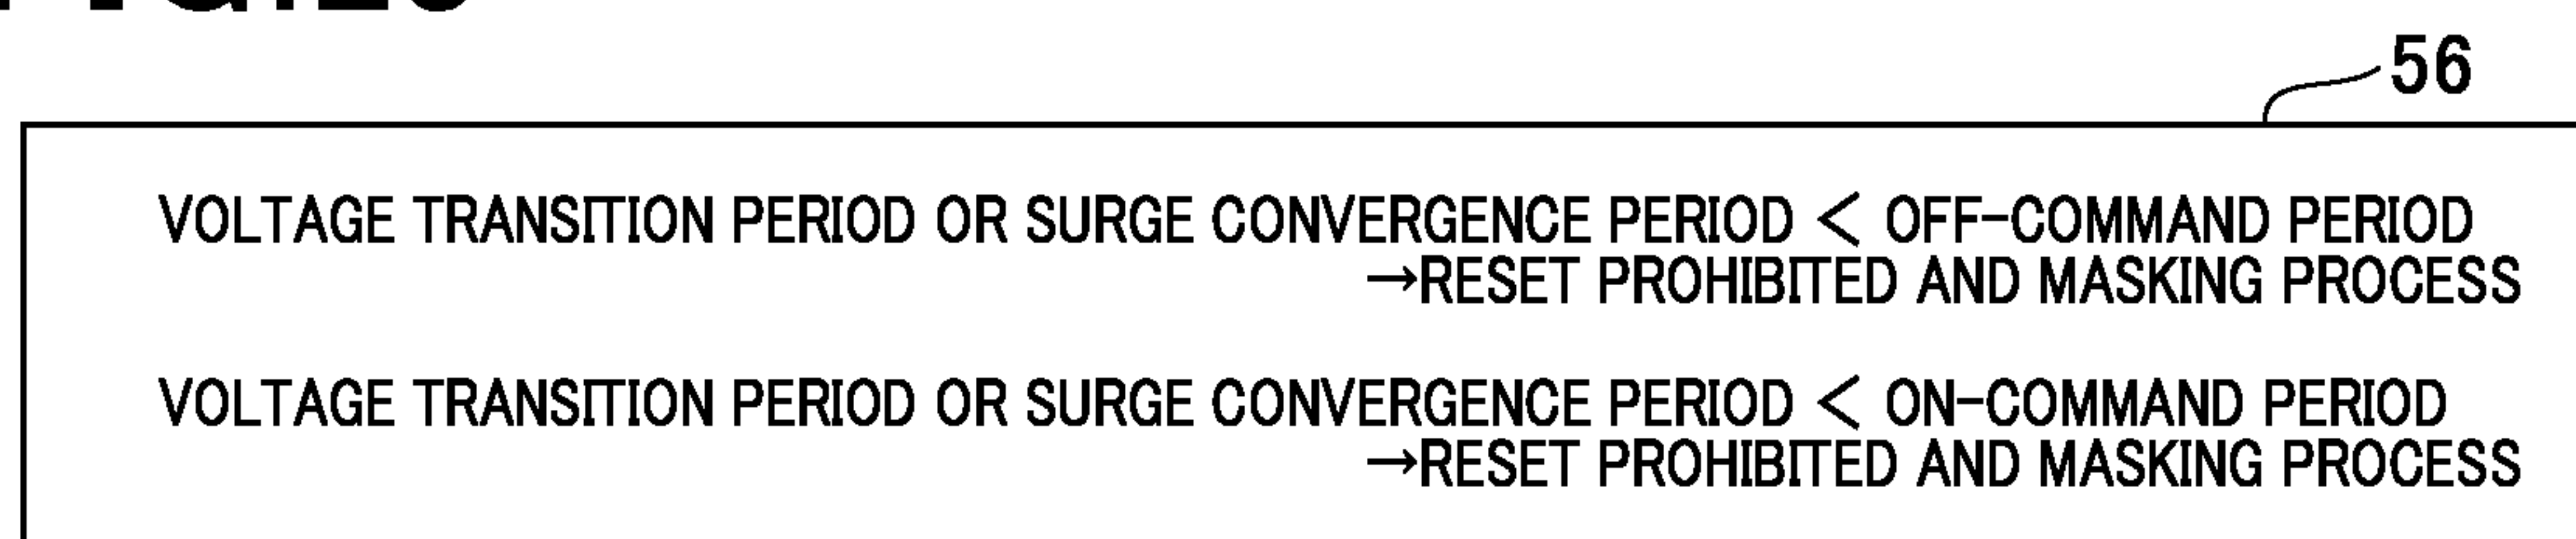 56
VOLTAGE TRANSITION PERIOD OR SURGE CONVERGENCE PERIOD < OFF-COMMAND PERIOD
→RESET PROHIBITED AND MASKING PROCESS
VOLTAGE TRANSITION PERIOD OR SURGE CONVERGENCE PERIOD < ON-COMMAND PERIOD
→RESET PROHIBITED AND MASKING PROCESS